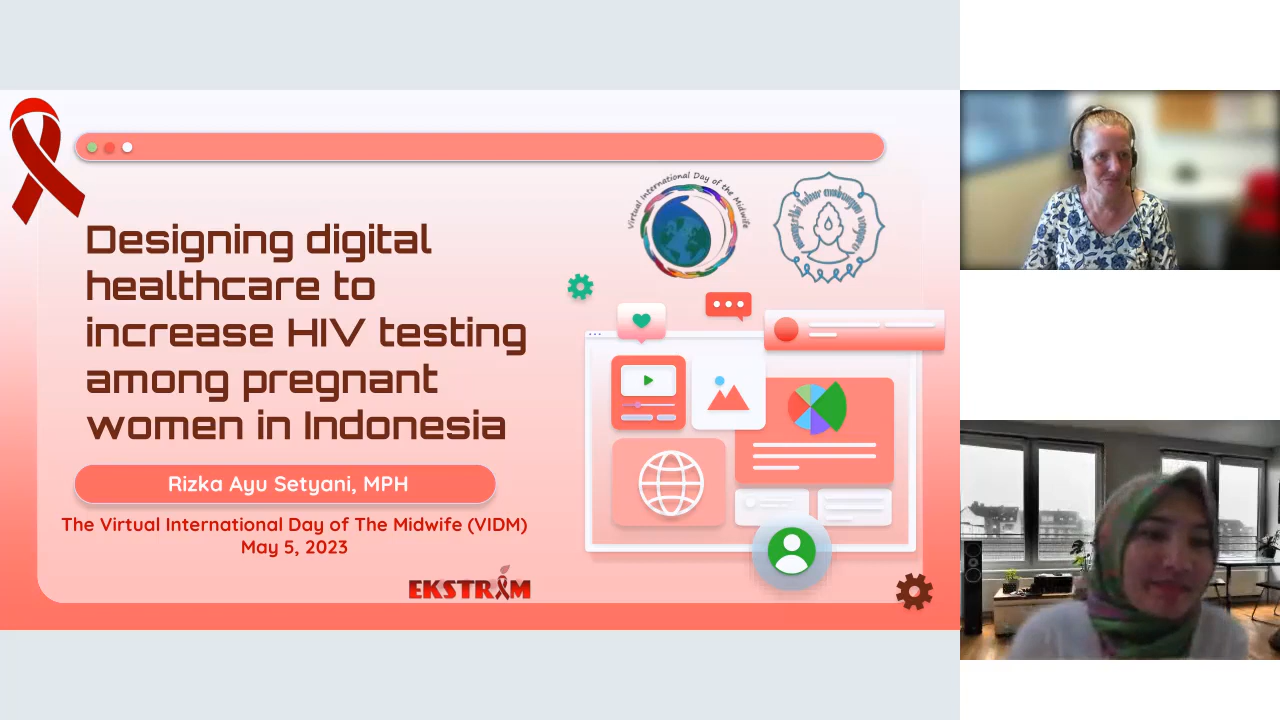 Virtual International Day of the Midwife
Designing digital
healthcare to
increase HIV testing
among pregnant
women in Indonesia
Rizka Ayu Setyani, MPH
The Virtual International Day of The Midwife (VIDM)
May 5, 2023
EKSTRIM